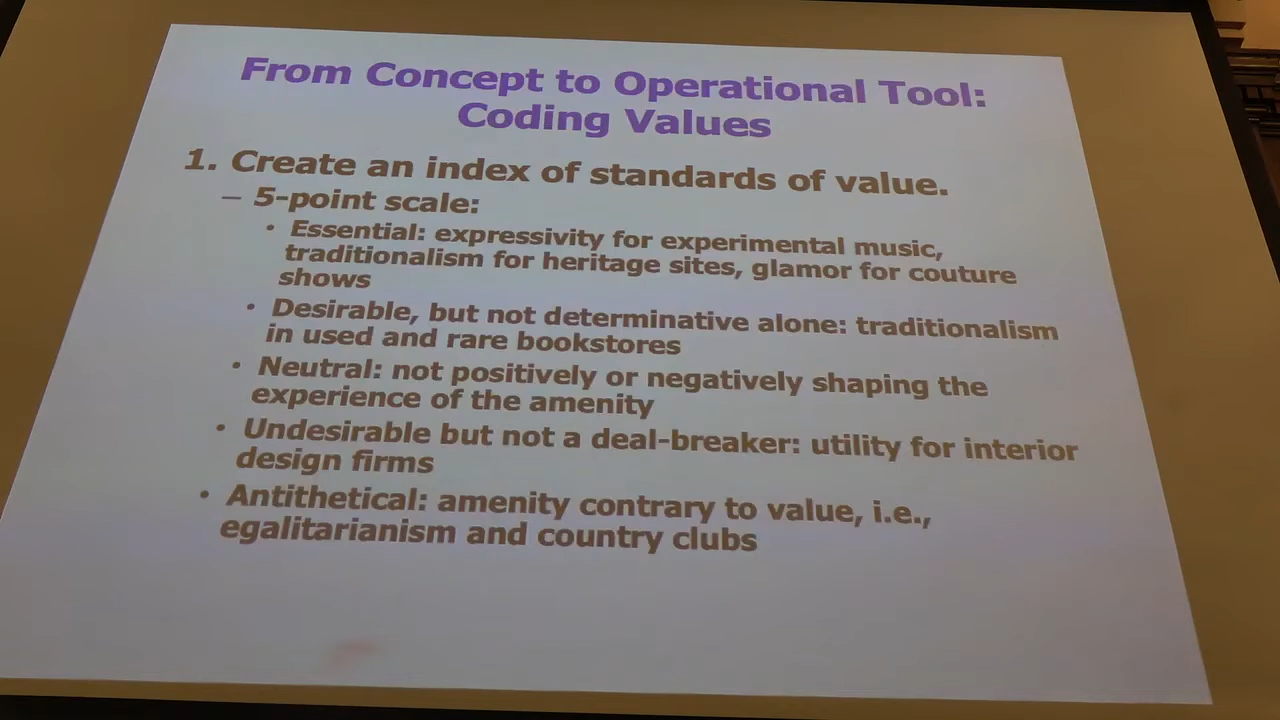 From Concept to Operational Tool:
Coding Values
1. Create an index of standards of value.
– 5-point scale:
• Essential: expressivity for experimental music,
traditionalism for heritage sites, glamor for couture
shows
• Desirable, but not determinative alone: traditionalism
in used and rare bookstores
• Neutral: not positively or negatively shaping the
experience of the amenity
• Undesirable but not a deal-breaker: utility for interior
design firms
• Antithetical: amenity contrary to value, i.e.,
egalitarianism and country clubs